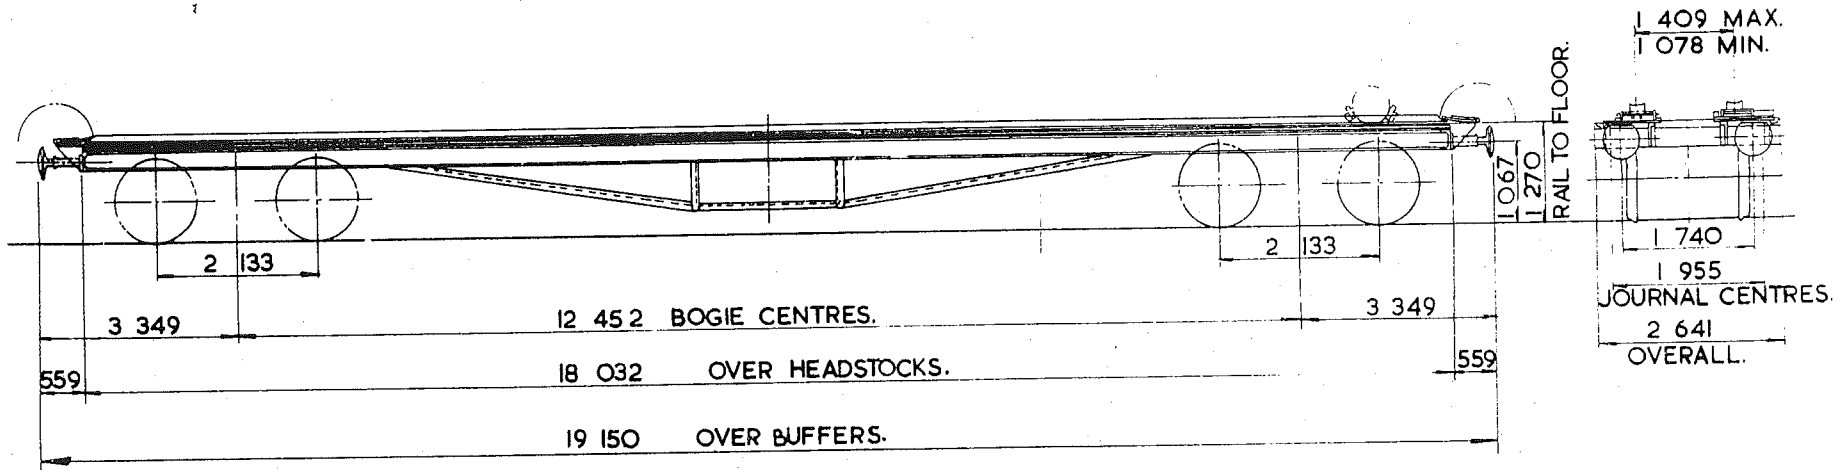 1 409 MAX.
1 078 MIN.
RAIL TO FLOOR.
1 067
1 270
2 133
2 133
1 740
1 955
JOURNAL CENTRES.
3 349
12 452 BOGIE CENTRES.
3 349
2 641
OVERALL.
559
18 032 OVER HEADSTOCKS.
559
19 150 OVER BUFFERS.